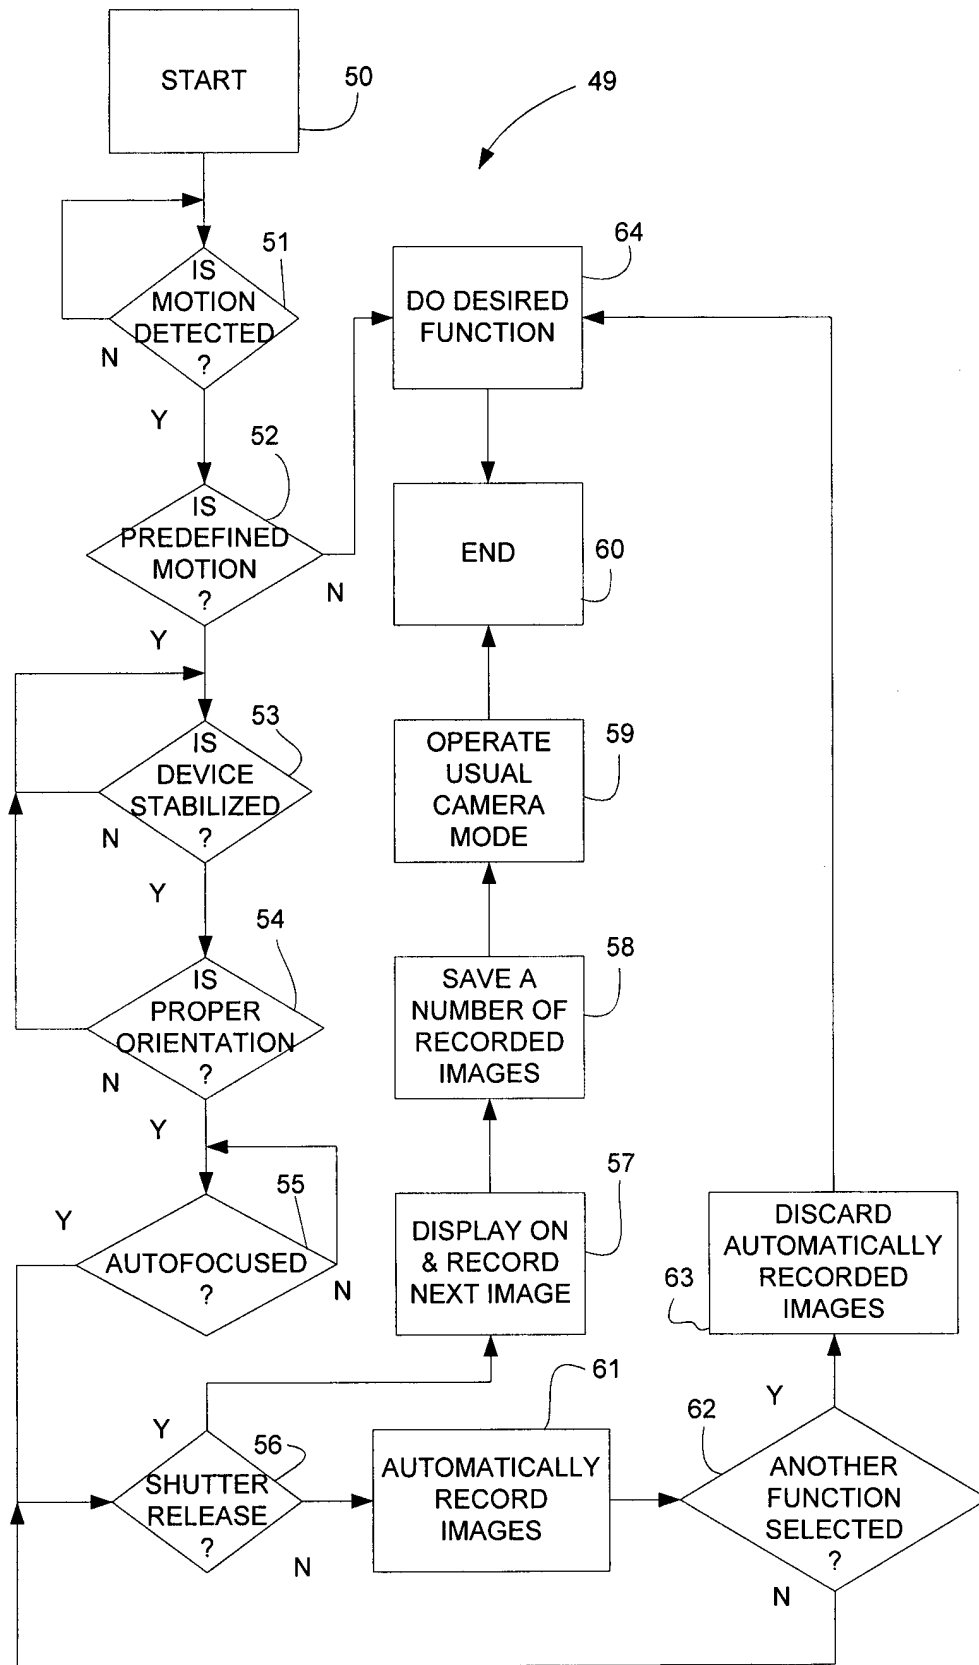 START
50
49
51
IS
MOTION
DETECTED
?
N
Y
64
DO DESIRED
FUNCTION
52
IS
PREDEFINED
MOTION
?
N
Y
END
60
53
IS
DEVICE
STABILIZED
?
N
Y
OPERATE
USUAL
CAMERA
MODE
59
54
IS
PROPER
ORIENTATION
?
N
Y
SAVE A
NUMBER OF
RECORDED
IMAGES
58
55
Y
AUTOFOCUSED
?
N
DISPLAY ON
& RECORD
NEXT IMAGE
57
DISCARD
AUTOMATICALLY
RECORDED
IMAGES
63
Y
56
SHUTTER
RELEASE
?
N
61
AUTOMATICALLY
RECORD
IMAGES
62
Y
ANOTHER
FUNCTION
SELECTED
?
N